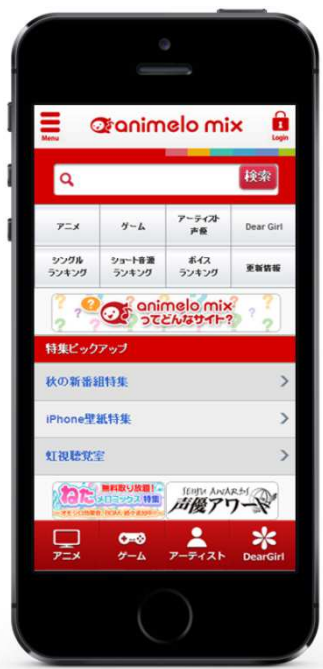 Menu
animelo mix
Login
検索
アニメ
ゲーム
アーティスト
声優
Dear Girl
シングル
ランキング
ショート音源
ランキング
ボイス
ランキング
更新情報
animelo mix
ってどんなサイト?
特集ピックアップ
秋の新番組特集
iPhone壁紙特集
虹視聴覚室
ねた
無料取り放題!
メロミックス 特集
SEIYU AWARDS
声優アワード
アニメ
ゲーム
アーティスト
DearGirl